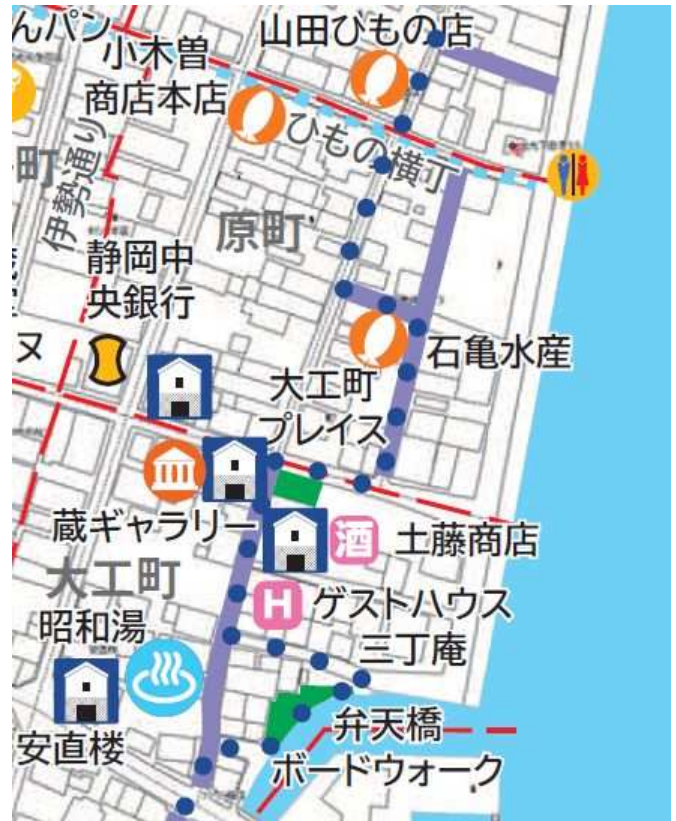 んパン
小木曽
商店本店
山田ひもの店
ひもの横丁
伊勢通り
町
原町
静岡中
央銀行
ヌ
石亀水産
大工町
プレイス
蔵ギャラリー
酒
土藤商店
大工町
H
ゲストハウス
三丁庵
昭和湯
安直楼
弁天橋
ボードウォーク